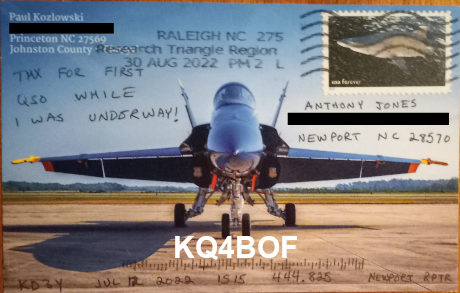 Paul Kozlowski
Princeton NC 27569
Johnston County
RALEIGH NC 275
Research Triangle Region
30 AUG 2022 PM 2 L
USA FOREVER
TNX FOR FIRST
QSO WHILE
I WAS UNDERWAY!
ANTHONY JONES
NEWPORT NC 28570
KQ4BOF
KD3Y JUL 12 2022 1515 444.825 NEWPORT RPTR